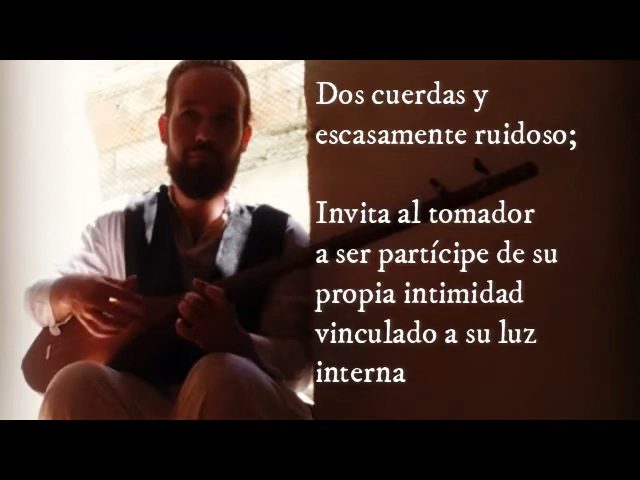 Dos cuerdas y
escasamente ruidoso;
Invita al tomador
a ser partícipe de su
propia intimidad
vinculado a su luz
interna